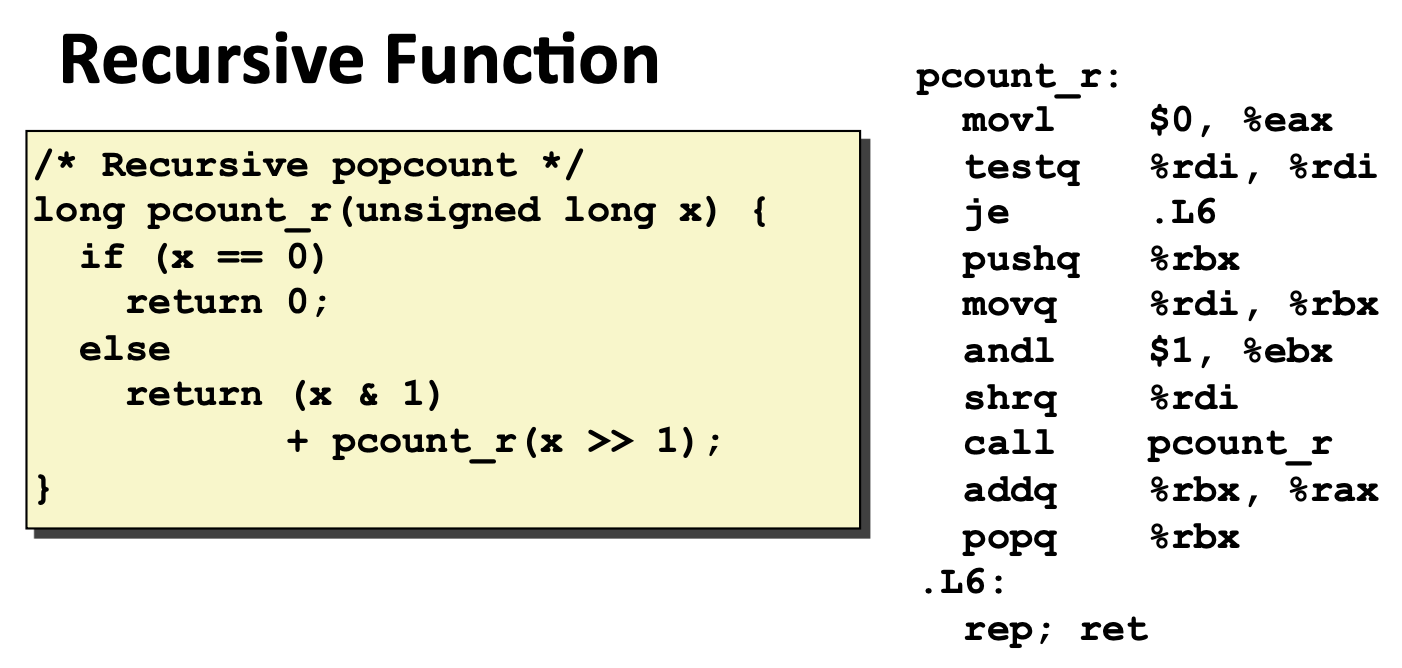 Recursive Function
/* Recursive popcount */
long pcount_r(unsigned long x) {
  if (x == 0)
    return 0;
  else
    return (x & 1)
           + pcount_r(x >> 1);
}
pcount_r:
  movl    $0, %eax
  testq   %rdi, %rdi
  je      .L6
  pushq   %rbx
  movq    %rdi, %rbx
  andl    $1, %ebx
  shrq    %rdi
  call    pcount_r
  addq    %rbx, %rax
  popq    %rbx
.L6:
  rep; ret